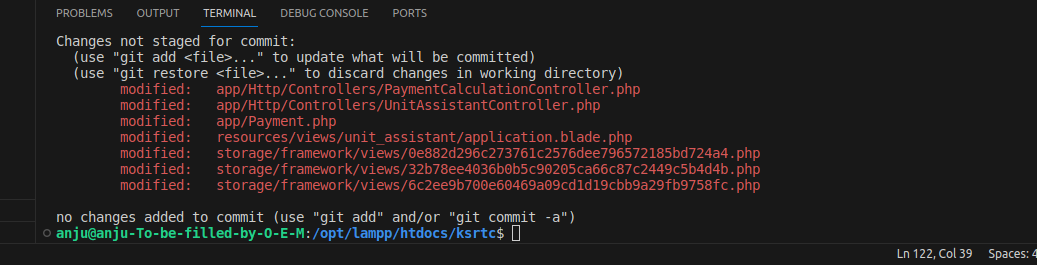 PROBLEMS OUTPUT TERMINAL DEBUG CONSOLE PORTS
Changes not staged for commit:
  (use "git add <file>..." to update what will be committed)
  (use "git restore <file>..." to discard changes in working directory)
        modified:   app/Http/Controllers/PaymentCalculationController.php
        modified:   app/Http/Controllers/UnitAssistantController.php
        modified:   app/Payment.php
        modified:   resources/views/unit_assistant/application.blade.php
        modified:   storage/framework/views/0e882d296c273761c2576dee796572185bd724a4.php
        modified:   storage/framework/views/32b78ee4036b0b5c90205ca66c87c2449c5b4d4b.php
        modified:   storage/framework/views/6c2ee9b700e60469a09cd1d19cbb9a29fb9758fc.php
no changes added to commit (use "git add" and/or "git commit -a")
anju@anju-To-be-filled-by-O-E-M:/opt/lampp/htdocs/ksrtc$
Ln 122, Col 39 Spaces: 4